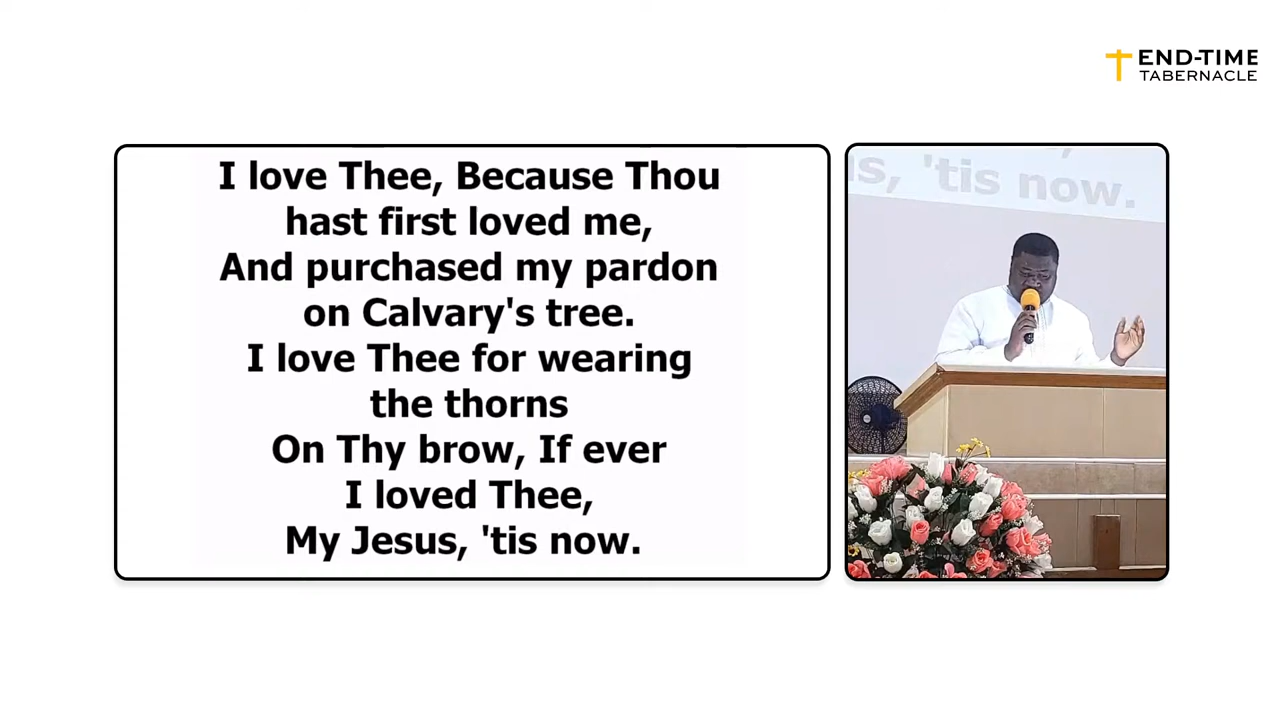 END-TIME
TABERNACLE
I love Thee, Because Thou
hast first loved me,
And purchased my pardon
on Calvary's tree.
I love Thee for wearing
the thorns
On Thy brow, If ever
I loved Thee,
My Jesus, 'tis now.
'tis now.